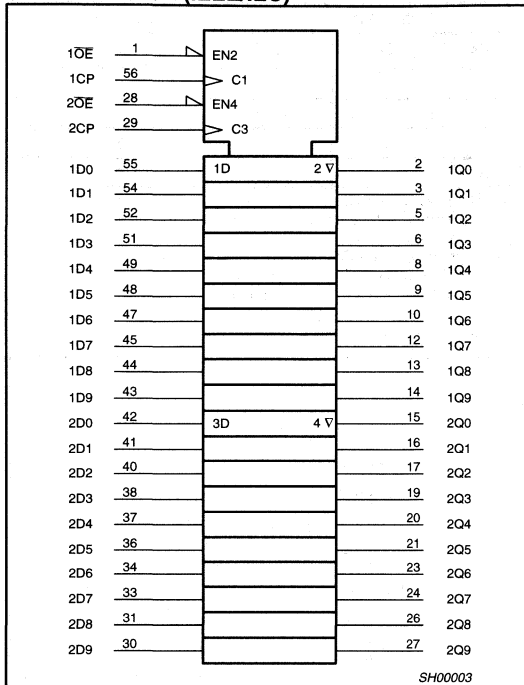 1O̅E̅ 1 EN2
1CP 56 C1
2O̅E̅ 28 EN4
2CP 29 C3
1D0 55 1D 2 ∇ 2 1Q0
1D1 54 3 1Q1
1D2 52 5 1Q2
1D3 51 6 1Q3
1D4 49 8 1Q4
1D5 48 9 1Q5
1D6 47 10 1Q6
1D7 45 12 1Q7
1D8 44 13 1Q8
1D9 43 14 1Q9
2D0 42 3D 4 ∇ 15 2Q0
2D1 41 16 2Q1
2D2 40 17 2Q2
2D3 38 19 2Q3
2D4 37 20 2Q4
2D5 36 21 2Q5
2D6 34 23 2Q6
2D7 33 24 2Q7
2D8 31 26 2Q8
2D9 30 27 2Q9
SH00003